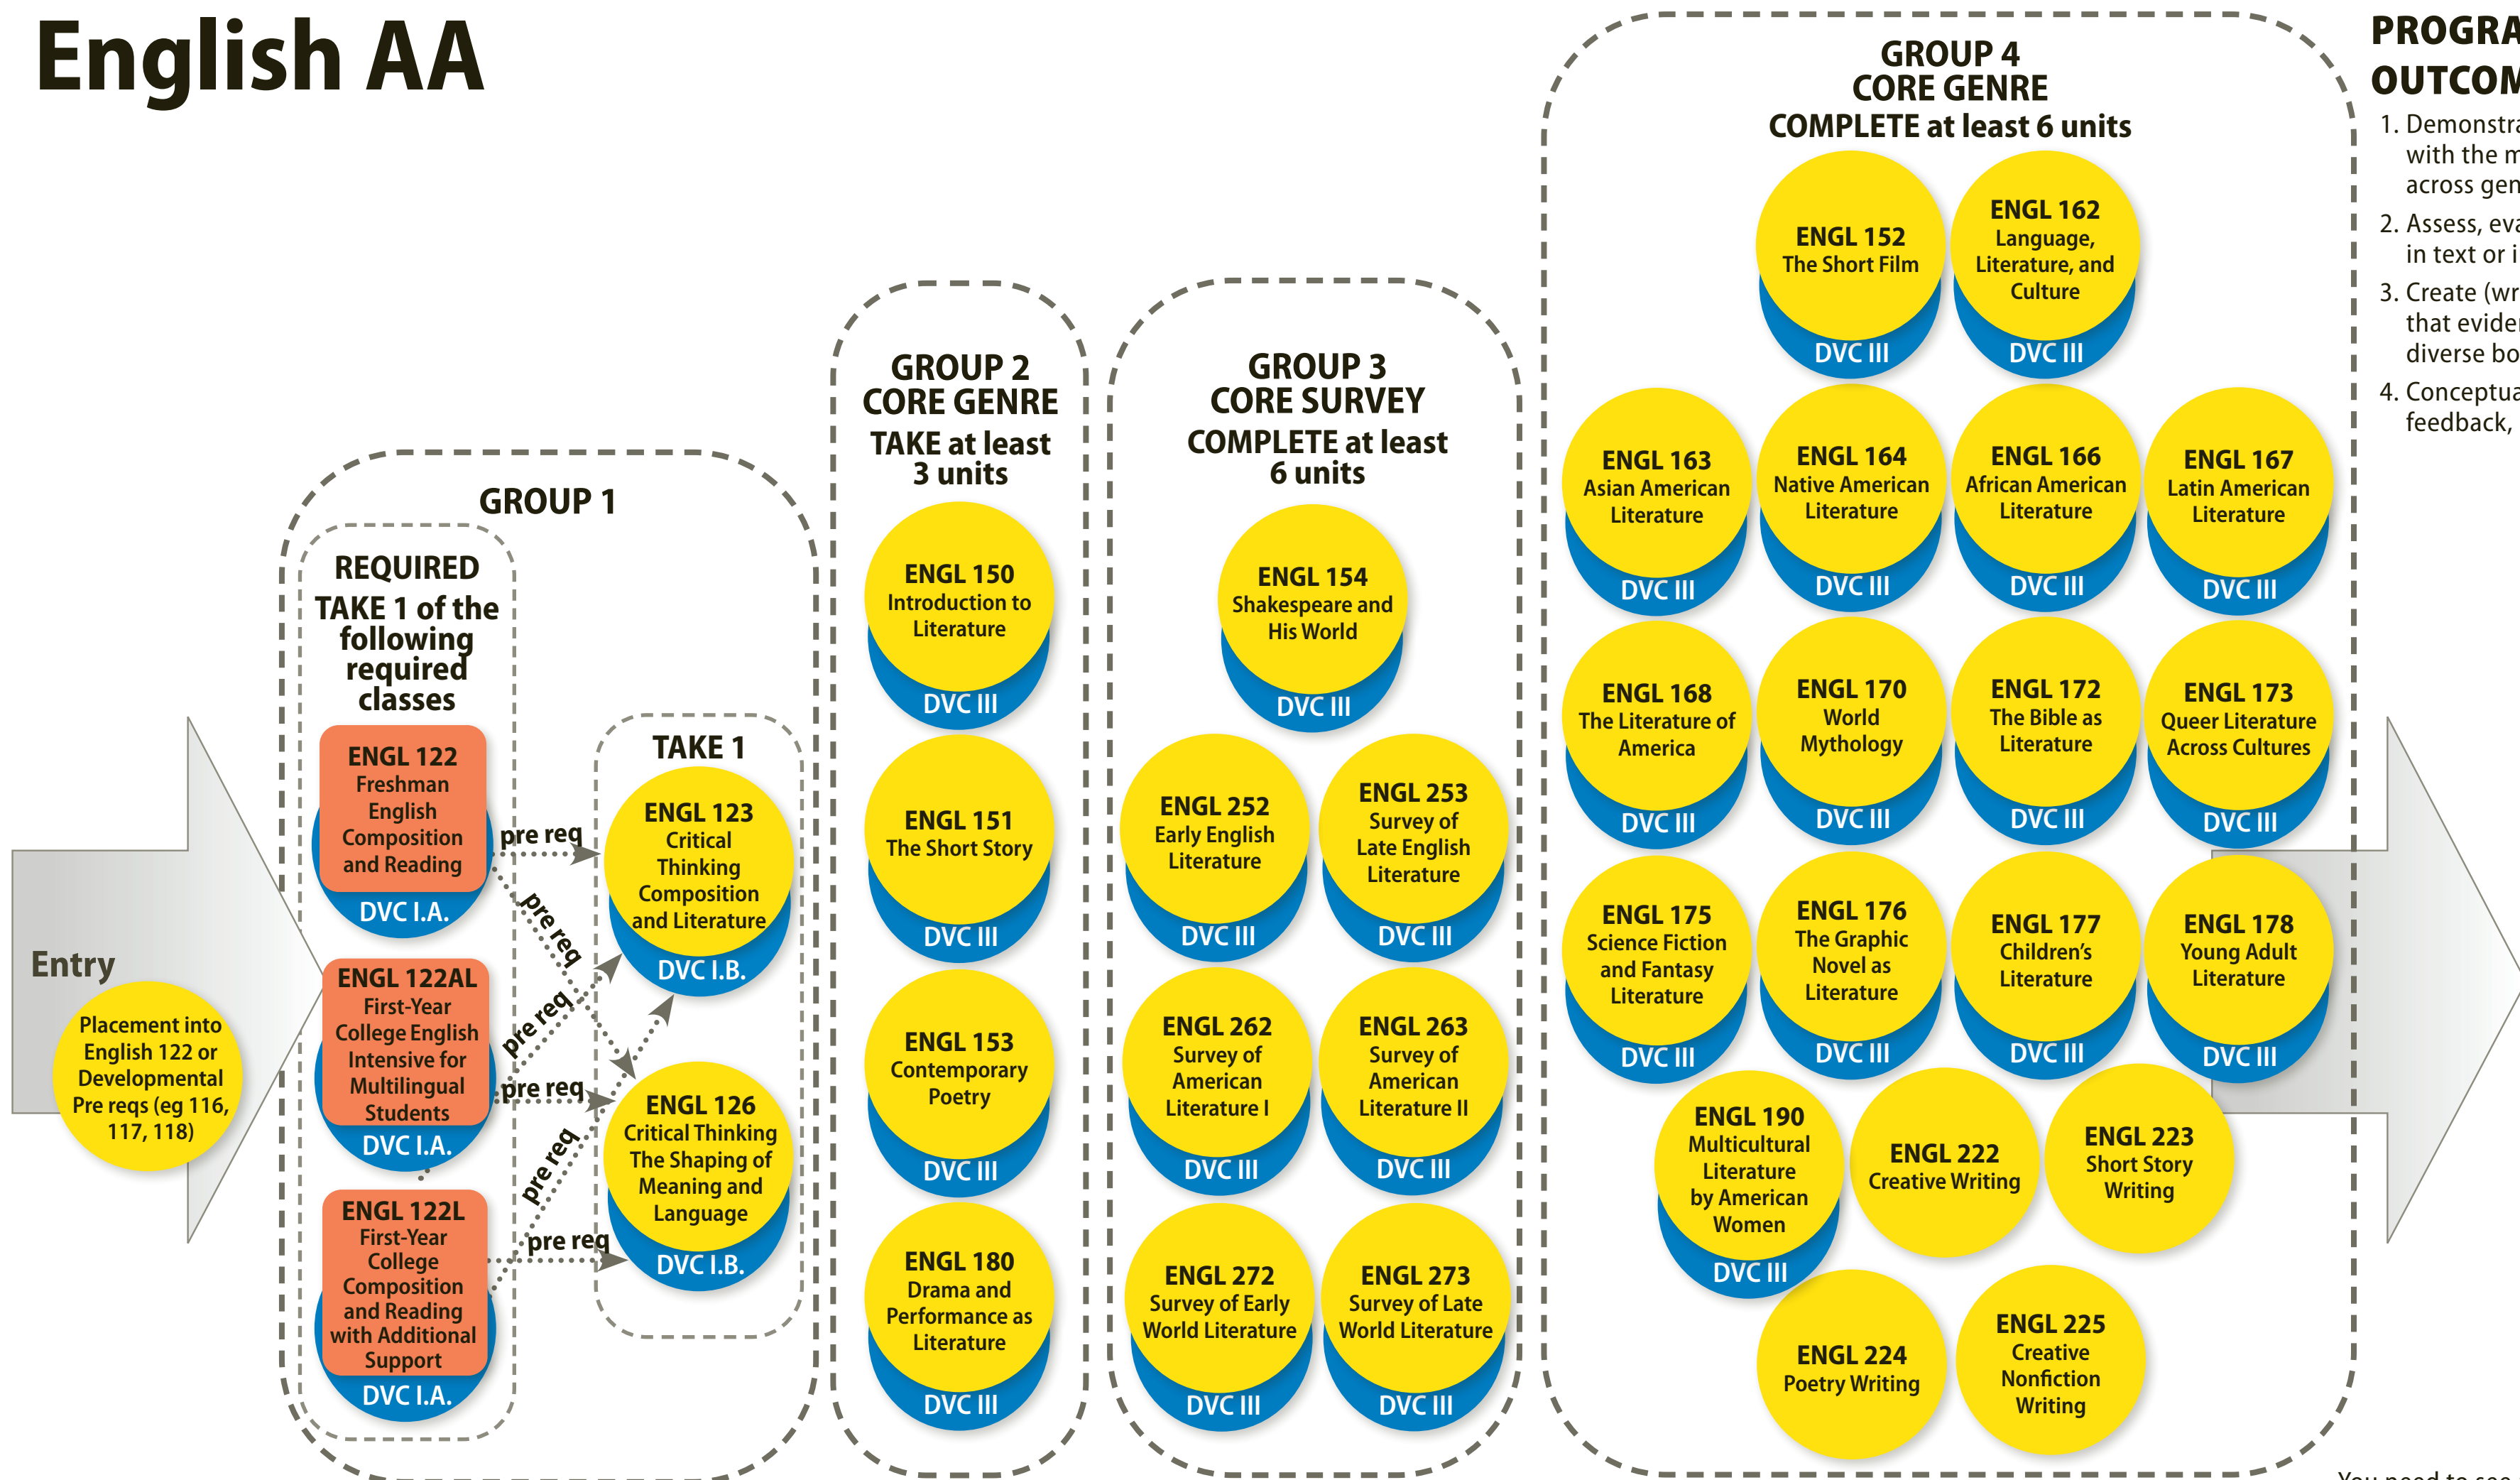 English AA
Entry
Placement into
English 122 or
Developmental
Pre reqs (eg 116,
117, 118)
GROUP 1
REQUIRED
TAKE 1 of the
following
required
classes
ENGL 122
Freshman
English
Composition
and Reading
DVC I.A.
ENGL 122AL
First-Year
College English
Intensive for
Multilingual
Students
DVC I.A.
ENGL 122L
First-Year
College
Composition
and Reading
with Additional
Support
DVC I.A.
pre req
pre req
pre req
pre req
pre req
pre req
TAKE 1
ENGL 123
Critical
Thinking
Composition
and Literature
DVC I.B.
ENGL 126
Critical Thinking
The Shaping of
Meaning and
Language
DVC I.B.
GROUP 2
CORE GENRE
TAKE at least
3 units
ENGL 150
Introduction to
Literature
DVC III
ENGL 151
The Short Story
DVC III
ENGL 153
Contemporary
Poetry
DVC III
ENGL 180
Drama and
Performance as
Literature
DVC III
GROUP 3
CORE SURVEY
COMPLETE at least
6 units
ENGL 154
Shakespeare and
His World
DVC III
ENGL 252
Early English
Literature
DVC III
ENGL 253
Survey of
Late English
Literature
DVC III
ENGL 262
Survey of
American
Literature I
DVC III
ENGL 263
Survey of
American
Literature II
DVC III
ENGL 272
Survey of Early
World Literature
DVC III
ENGL 273
Survey of Late
World Literature
DVC III
GROUP 4
CORE GENRE
COMPLETE at least 6 units
ENGL 152
The Short Film
DVC III
ENGL 162
Language,
Literature, and
Culture
DVC III
ENGL 163
Asian American
Literature
DVC III
ENGL 164
Native American
Literature
DVC III
ENGL 166
African American
Literature
DVC III
ENGL 167
Latin American
Literature
DVC III
ENGL 168
The Literature of
America
DVC III
ENGL 170
World
Mythology
DVC III
ENGL 172
The Bible as
Literature
DVC III
ENGL 173
Queer Literature
Across Cultures
DVC III
ENGL 175
Science Fiction
and Fantasy
Literature
DVC III
ENGL 176
The Graphic
Novel as
Literature
DVC III
ENGL 177
Children's
Literature
DVC III
ENGL 178
Young Adult
Literature
DVC III
ENGL 190
Multicultural
Literature
by American
Women
DVC III
ENGL 222
Creative Writing
ENGL 223
Short Story
Writing
ENGL 224
Poetry Writing
ENGL 225
Creative
Nonfiction
Writing
1.
with the
across
2. Assess,
in text or
3. Create
that
diverse
4.
feedback,